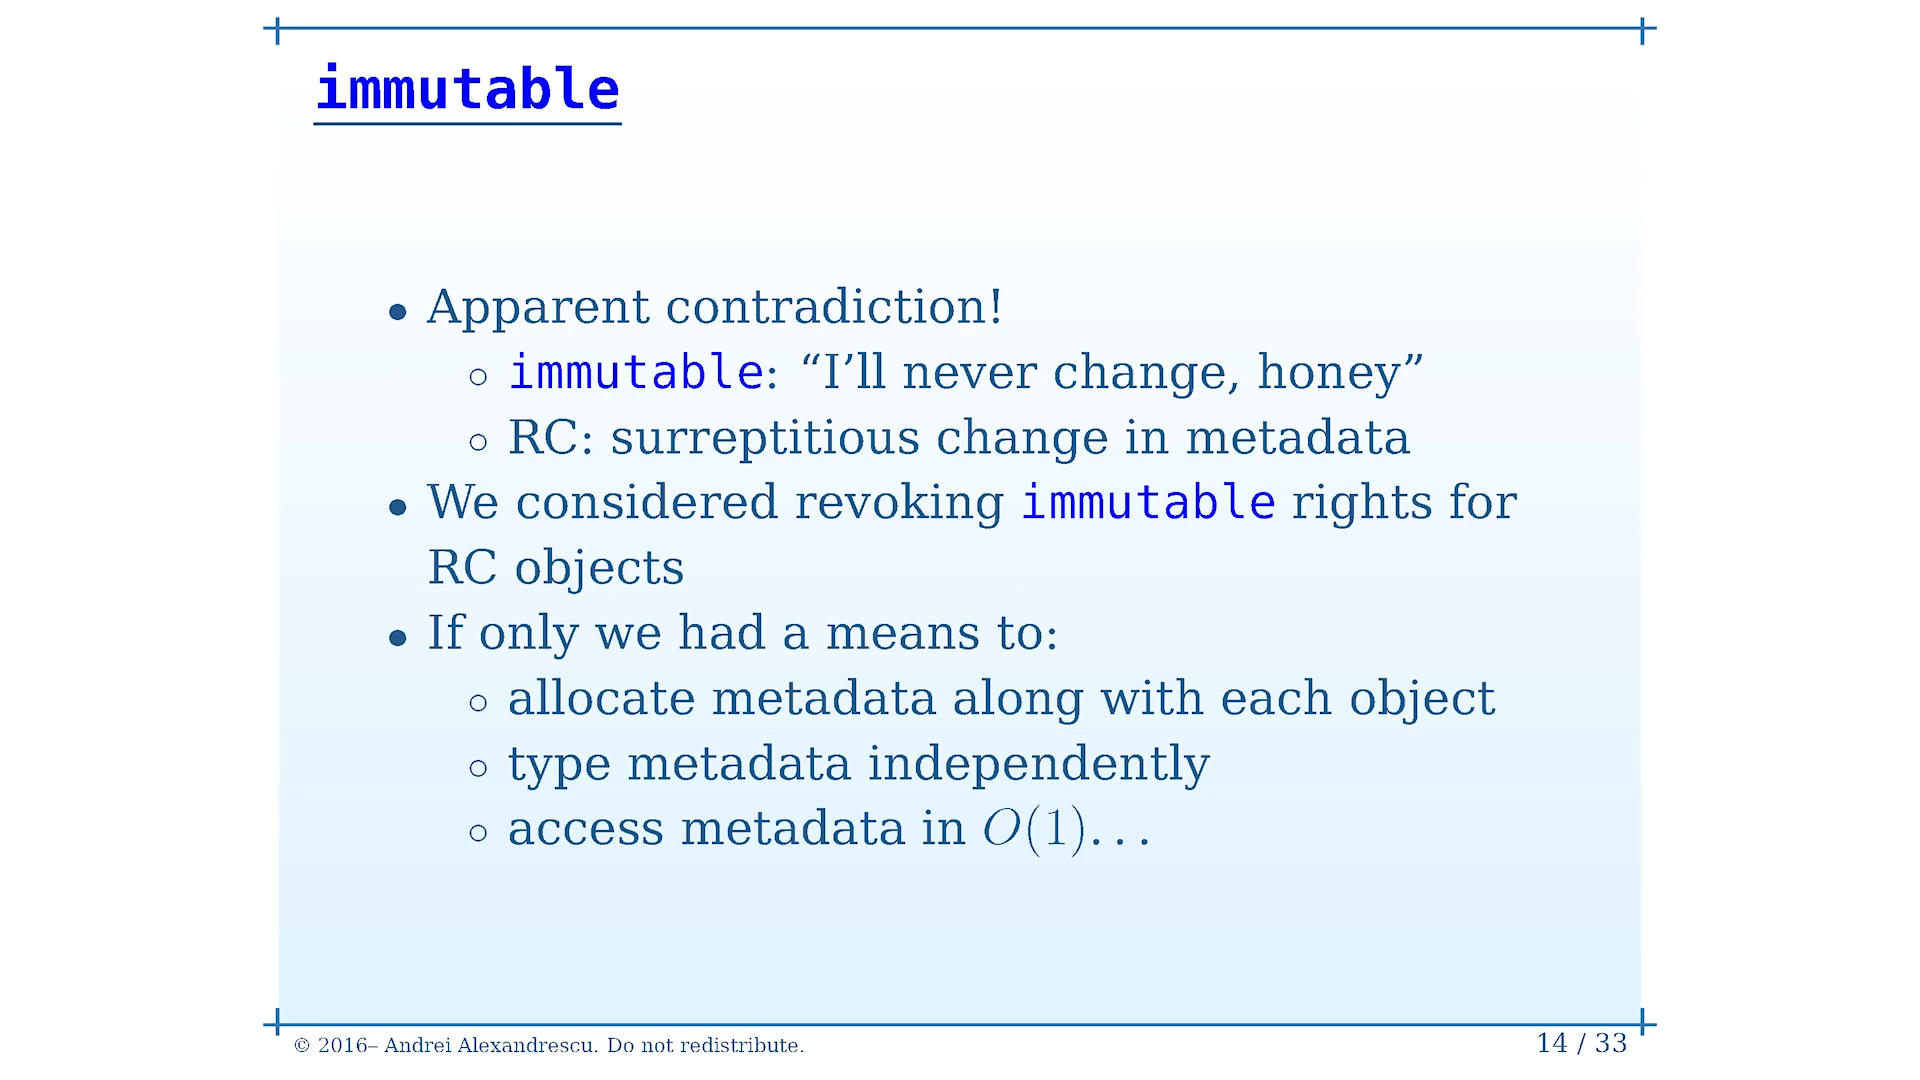 immutable
• Apparent contradiction!
◦ immutable: “I’ll never change, honey”
◦ RC: surreptitious change in metadata
• We considered revoking immutable rights for
RC objects
• If only we had a means to:
◦ allocate metadata along with each object
◦ type metadata independently
◦ access metadata in O(1)...
© 2016– Andrei Alexandrescu. Do not redistribute.
14 / 33